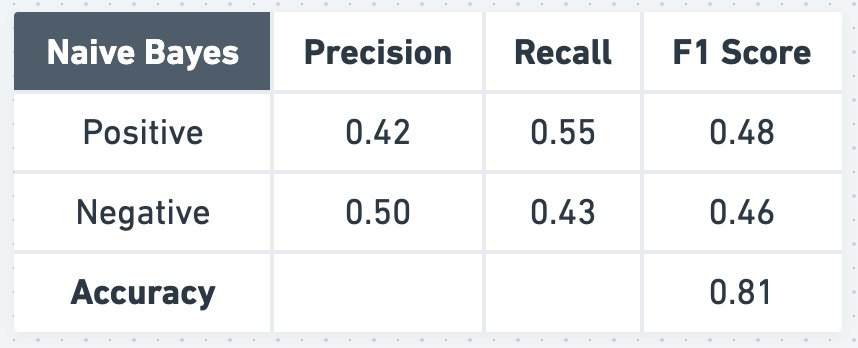 Naive Bayes Precision Recall F1 Score
Positive 0.42 0.55 0.48
Negative 0.50 0.43 0.46
Accuracy 0.81